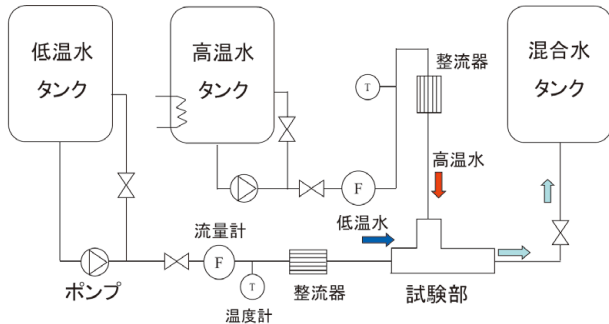 低温水
タンク
高温水
タンク
混合水
タンク
整流器
T
高温水
F
低温水
流量計
F
T
ポンプ
温度計
整流器
試験部